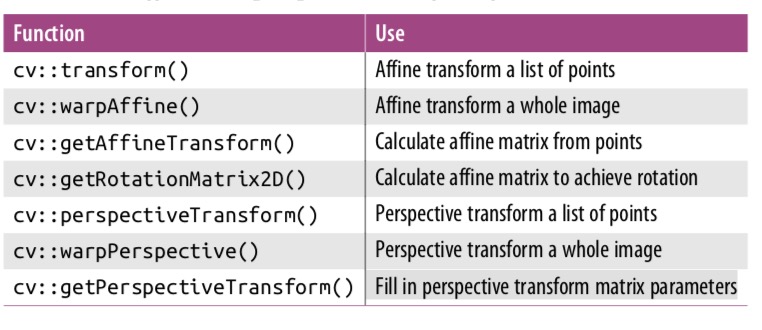 Function Use
cv::transform() Affine transform a list of points
cv::warpAffine() Affine transform a whole image
cv::getAffineTransform() Calculate affine matrix from points
cv::getRotationMatrix2D() Calculate affine matrix to achieve rotation
cv::perspectiveTransform() Perspective transform a list of points
cv::warpPerspective() Perspective transform a whole image
cv::getPerspectiveTransform() Fill in perspective transform matrix parameters